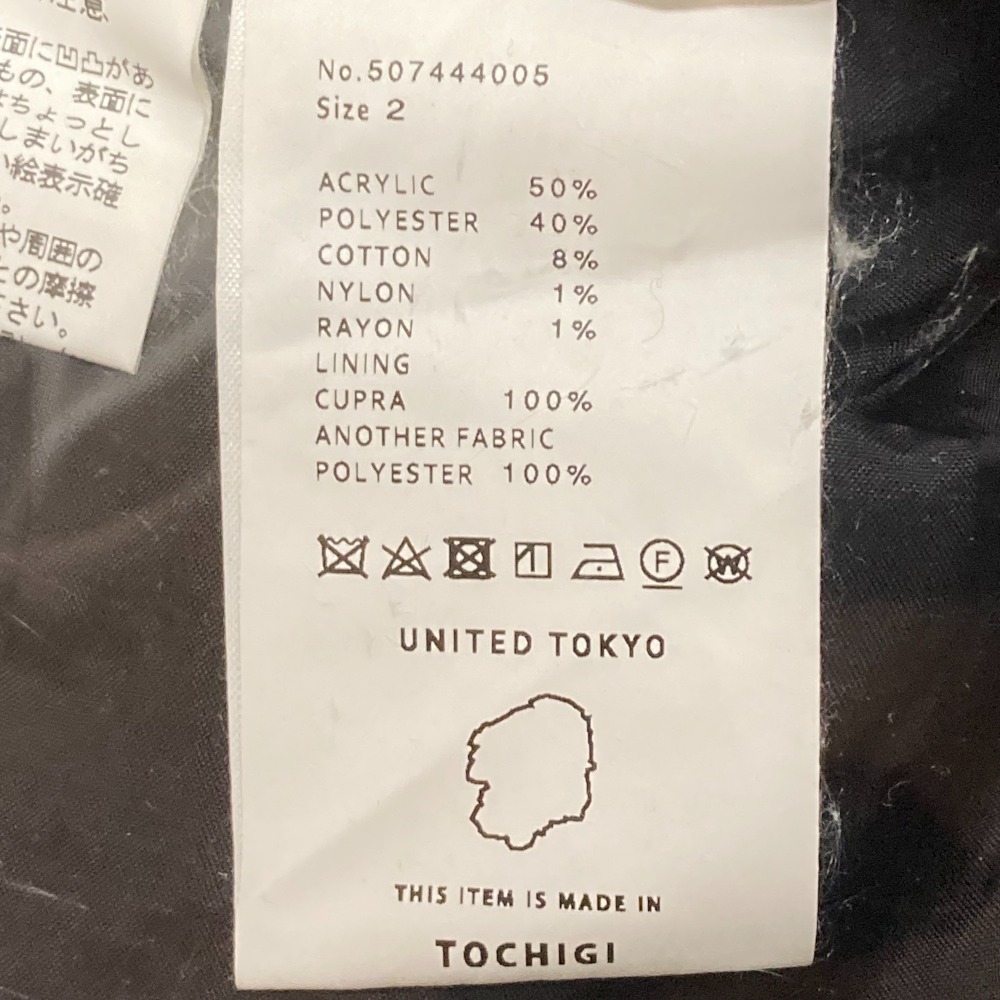 面に凹凸があ
もの、表面に
ちょっとし
しまいがち
い絵表示確
。
や周囲の
との摩擦
さい。
No.507444005
Size 2
ACRYLIC 50%
POLYESTER 40%
COTTON 8%
NYLON 1%
RAYON 1%
LINING
CUPRA 100%
ANOTHER FABRIC
POLYESTER 100%
F
W
UNITED TOKYO
THIS ITEM IS MADE IN
TOCHIGI